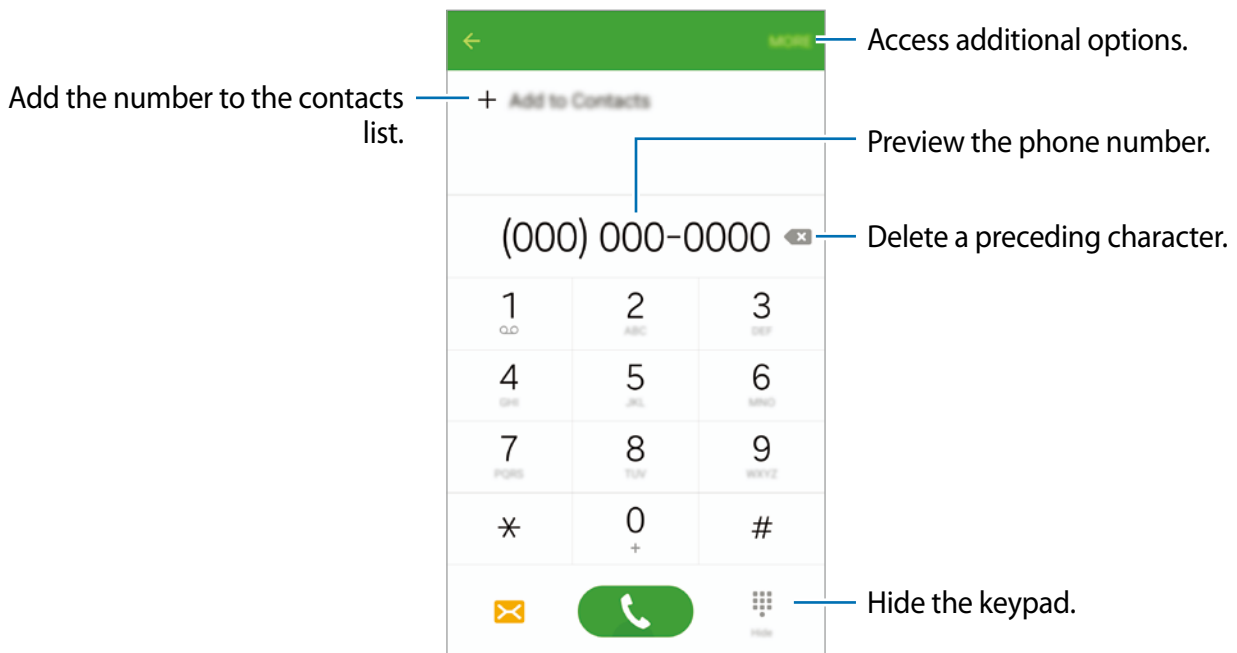 MORE
Access additional options.
Add the number to the contacts
list.
+ Add to Contacts
Preview the phone number.
(000) 000-0000
Delete a preceding character.
1 2 3
ABC DEF
4 5 6
GHI JKL MNO
7 8 9
PQRS TUV WXYZ
* 0 #
+
Hide the keypad.
Hide